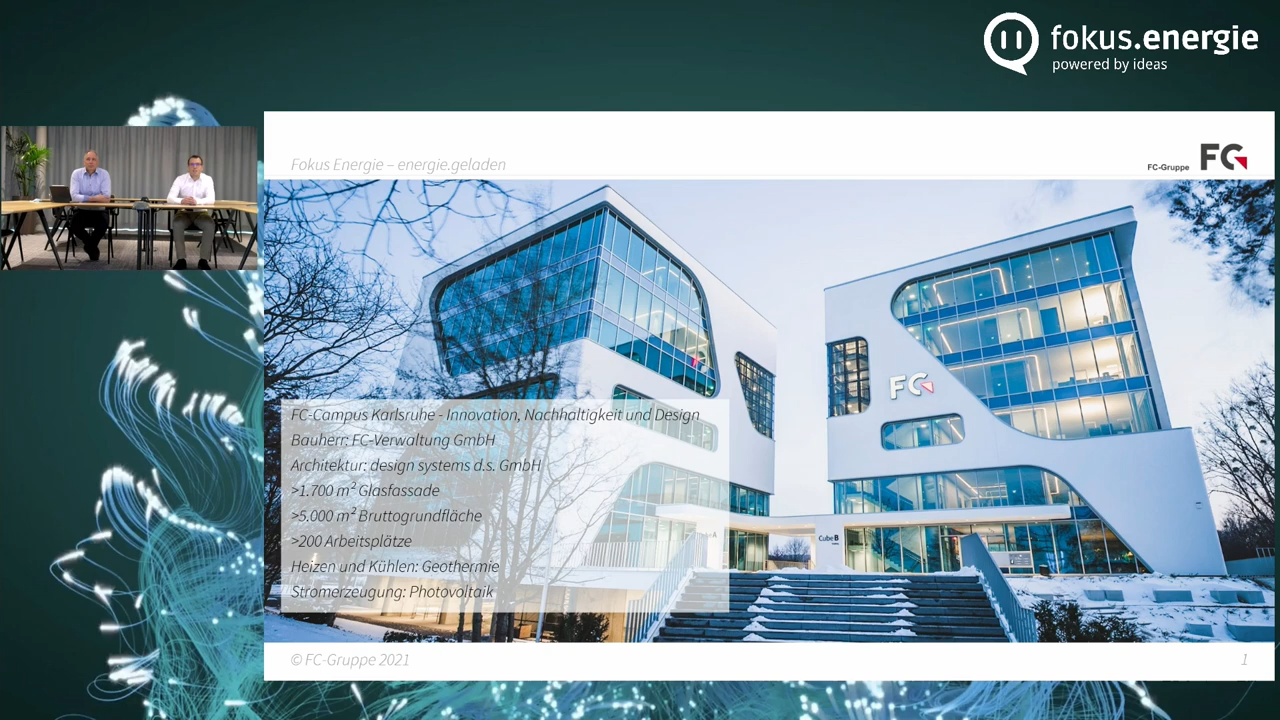 fokus.energie
powered by ideas
Fokus Energie – energie.geladen
FC-Gruppe FC
FC
FC-Campus Karlsruhe - Innovation, Nachhaltigkeit und Design
Bauherr: FC-Verwaltung GmbH
Architektur: design systems d.s. GmbH
>1.700 m² Glasfassade
>5.000 m² Bruttogrundfläche
>200 Arbeitsplätze
Heizen und Kühlen: Geothermie
Stromerzeugung: Photovoltaik
Cube B
© FC-Gruppe 2021
1